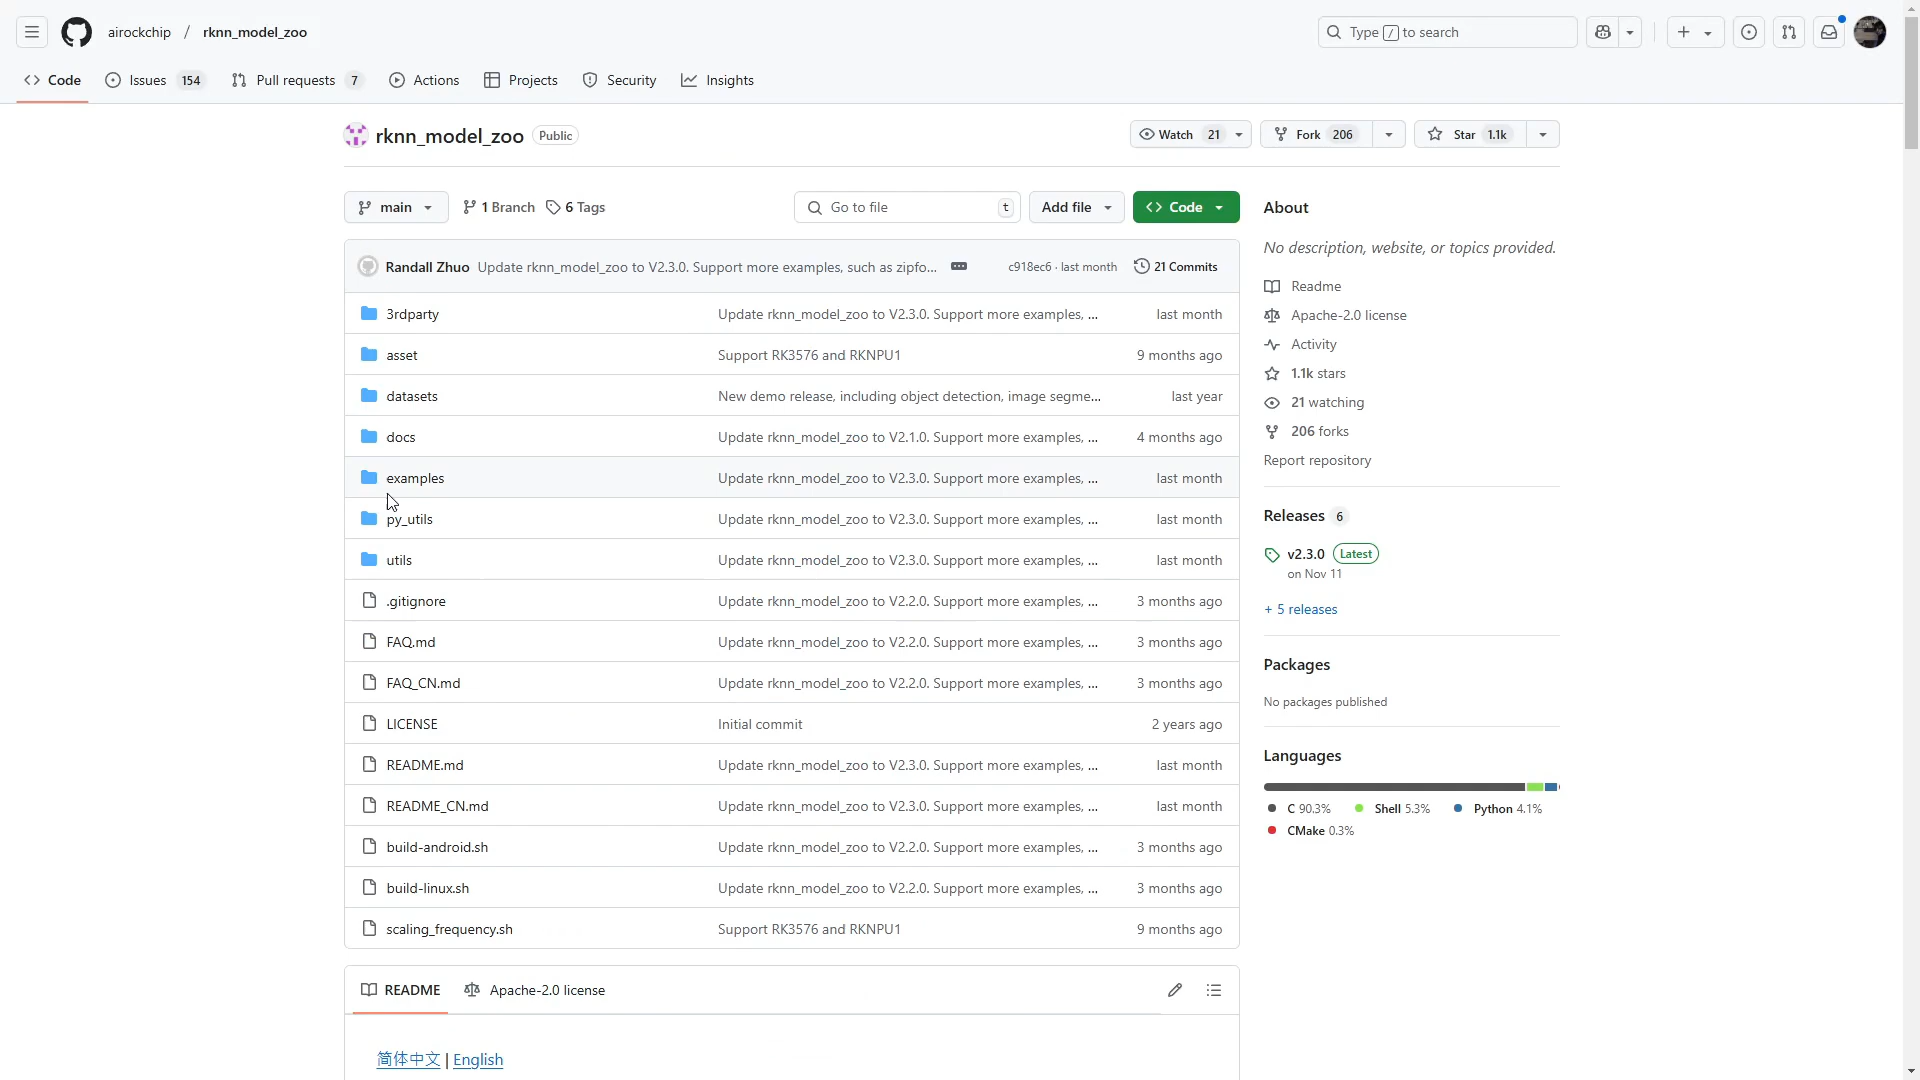 airockchip / rknn_model_zoo
Type / to search
Code Issues 154 Pull requests 7 Actions Projects Security Insights
rknn_model_zoo Public
Watch 21 Fork 206 Star 1.1k
main 1 Branch 6 Tags Go to file t Add file Code
Randall Zhuo Update rknn_model_zoo to V2.3.0. Support more examples, such as zipfo... c918ec6 · last month 21 Commits
3rdparty Update rknn_model_zoo to V2.3.0. Support more examples, ... last month
asset Support RK3576 and RKNPU1 9 months ago
datasets New demo release, including object detection, image segme... last year
docs Update rknn_model_zoo to V2.1.0. Support more examples, ... 4 months ago
examples Update rknn_model_zoo to V2.3.0. Support more examples, ... last month
py_utils Update rknn_model_zoo to V2.3.0. Support more examples, ... last month
utils Update rknn_model_zoo to V2.3.0. Support more examples, ... last month
.gitignore Update rknn_model_zoo to V2.2.0. Support more examples, ... 3 months ago
FAQ.md Update rknn_model_zoo to V2.2.0. Support more examples, ... 3 months ago
FAQ_CN.md Update rknn_model_zoo to V2.2.0. Support more examples, ... 3 months ago
LICENSE Initial commit 2 years ago
README.md Update rknn_model_zoo to V2.3.0. Support more examples, ... last month
README_CN.md Update rknn_model_zoo to V2.3.0. Support more examples, ... last month
build-android.sh Update rknn_model_zoo to V2.2.0. Support more examples, ... 3 months ago
build-linux.sh Update rknn_model_zoo to V2.2.0. Support more examples, ... 3 months ago
scaling_frequency.sh Support RK3576 and RKNPU1 9 months ago
README Apache-2.0 license
简体中文 | English
About
No description, website, or topics provided.
Readme
Apache-2.0 license
Activity
1.1k stars
21 watching
206 forks
Report repository
Releases 6
v2.3.0 Latest
on Nov 11
+ 5 releases
Packages
No packages published
Languages
C 90.3% Shell 5.3% Python 4.1%
CMake 0.3%